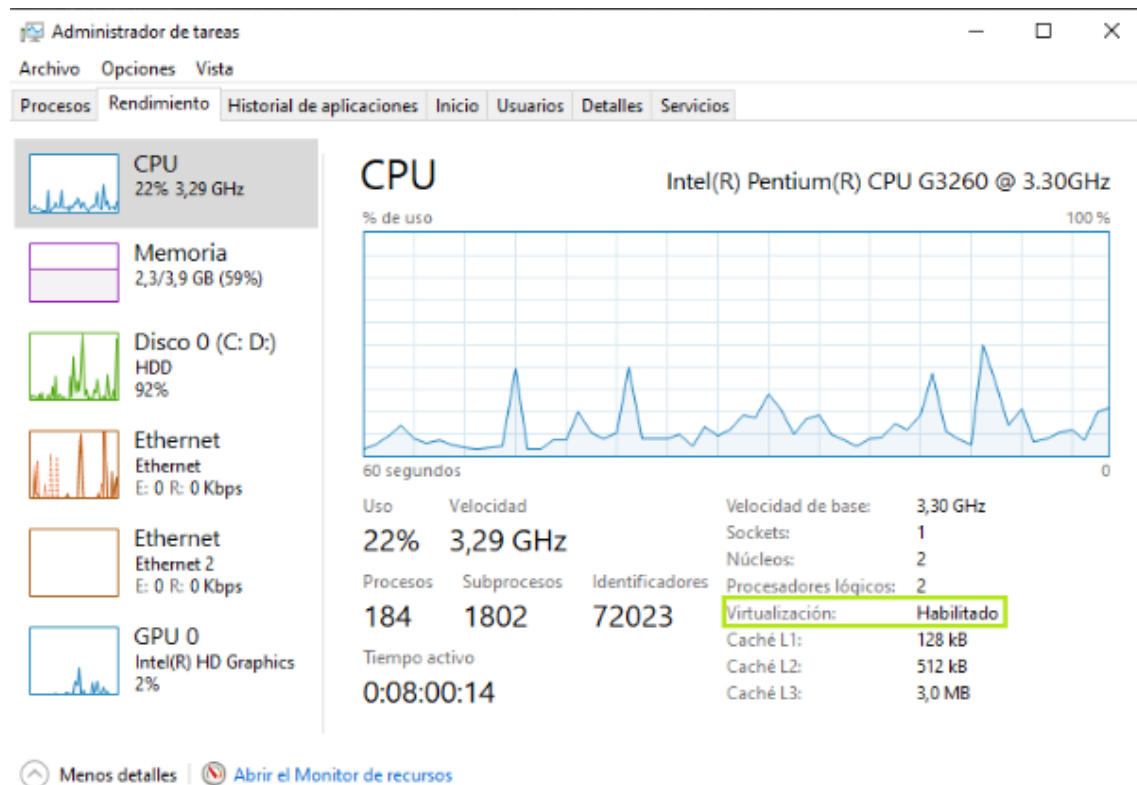 Administrador de tareas
Archivo Opciones Vista
Procesos Rendimiento Historial de aplicaciones Inicio Usuarios Detalles Servicios
CPU
22% 3,29 GHz
Memoria
2,3/3,9 GB (59%)
Disco 0 (C: D:)
HDD
92%
Ethernet
Ethernet
E: 0 R: 0 Kbps
Ethernet
Ethernet 2
E: 0 R: 0 Kbps
GPU 0
Intel(R) HD Graphics
2%
CPU Intel(R) Pentium(R) CPU G3260 @ 3.30GHz
% de uso 100 %
60 segundos 0
Uso Velocidad
22% 3,29 GHz
Procesos Subprocesos Identificadores
184 1802 72023
Tiempo activo
0:08:00:14
Velocidad de base: 3,30 GHz
Sockets: 1
Núcleos: 2
Procesadores lógicos: 2
Virtualización: Habilitado
Caché L1: 128 kB
Caché L2: 512 kB
Caché L3: 3,0 MB
Menos detalles Abrir el Monitor de recursos